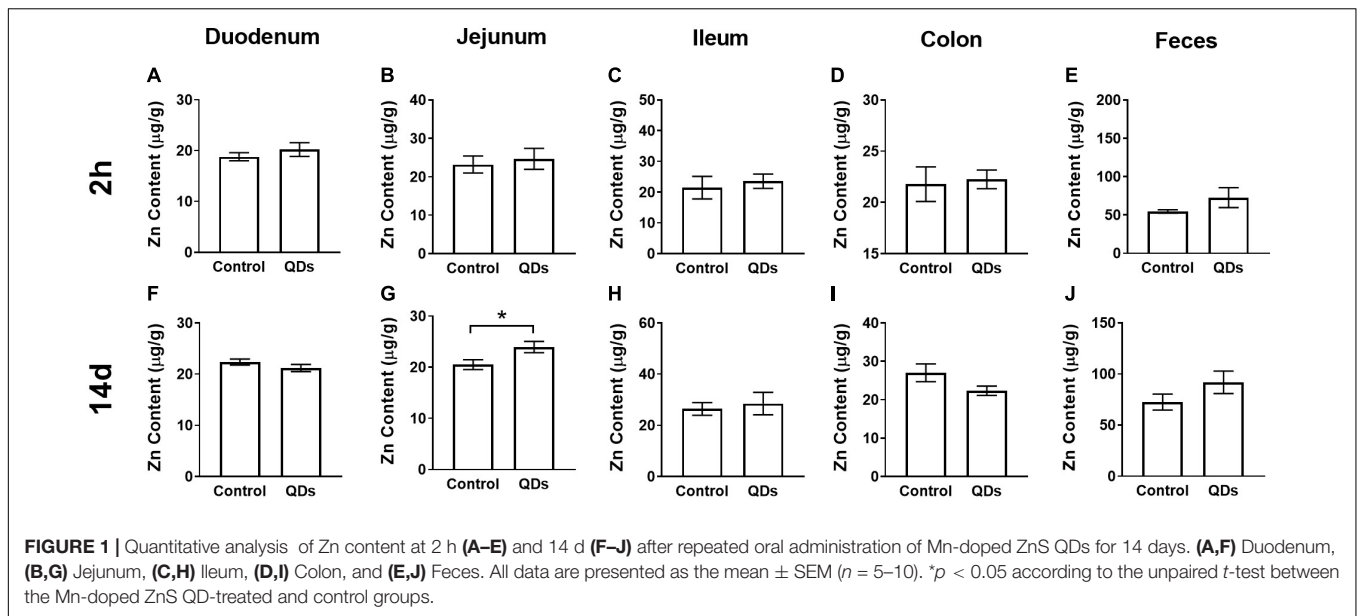 Duodenum Jejunum Ileum Colon Feces
2h
A
Zn Content (µg/g)
30
20
10
0
Control QDs
B
Zn Content (µg/g)
40
30
20
10
0
Control QDs
C
Zn Content (µg/g)
50
40
30
20
10
0
Control QDs
D
Zn Content (µg/g)
30
25
20
15
Control QDs
E
Zn Content (µg/g)
200
150
100
50
0
Control QDs
14d
F
Zn Content (µg/g)
30
20
10
0
Control QDs
G
Zn Content (µg/g)
40
30
20
10
0
*
Control QDs
H
Zn Content (µg/g)
60
40
20
0
Control QDs
I
Zn Content (µg/g)
40
30
20
10
0
Control QDs
J
Zn Content (µg/g)
150
100
50
0
Control QDs
FIGURE 1 | Quantitative analysis of Zn content at 2 h (A–E) and 14 d (F–J) after repeated oral administration of Mn-doped ZnS QDs for 14 days. (A,F) Duodenum,
(B,G) Jejunum, (C,H) Ileum, (D,I) Colon, and (E,J) Feces. All data are presented as the mean ± SEM (n = 5–10). *p < 0.05 according to the unpaired t-test between
the Mn-doped ZnS QD-treated and control groups.